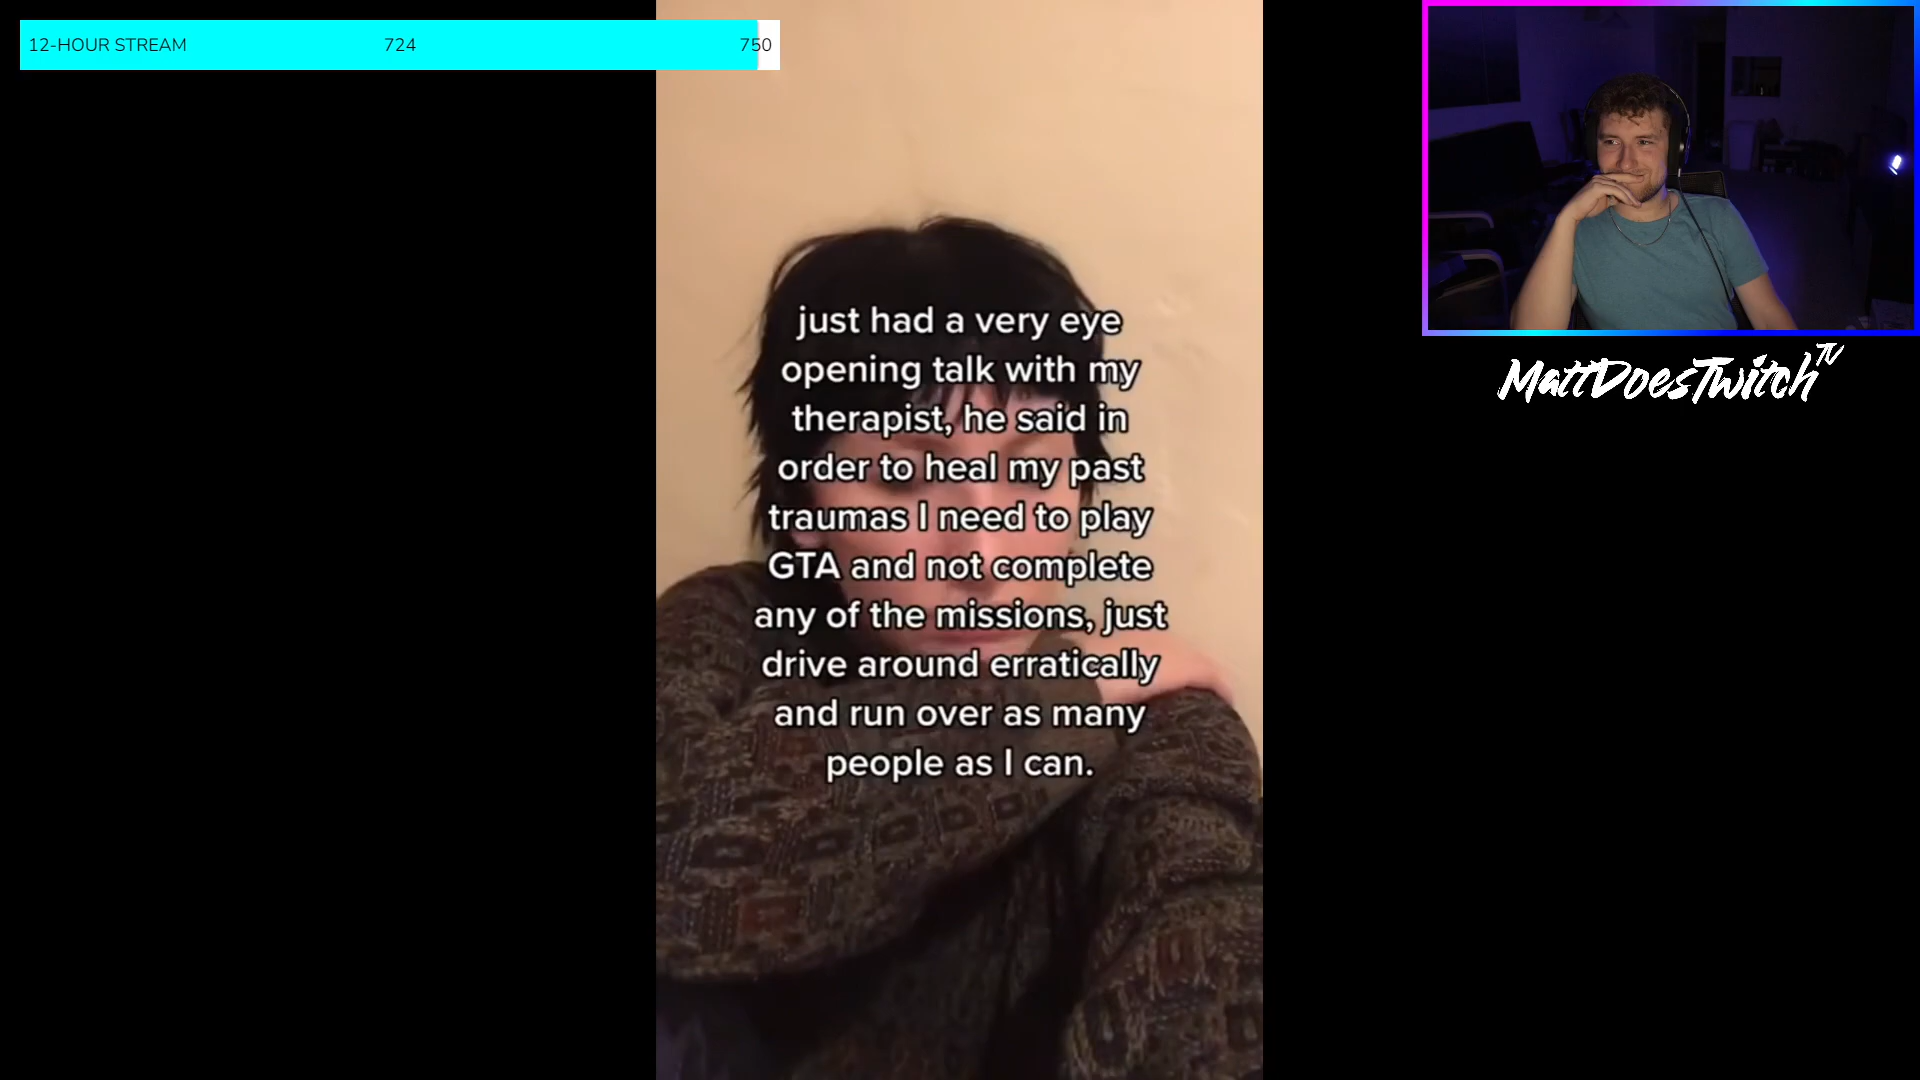 12-HOUR STREAM 724 750
just had a very eye
opening talk with my
therapist, he said in
order to heal my past
traumas I need to play
GTA and not complete
any of the missions, just
drive around erratically
and run over as many
people as I can.
MattDoesTwitchTV